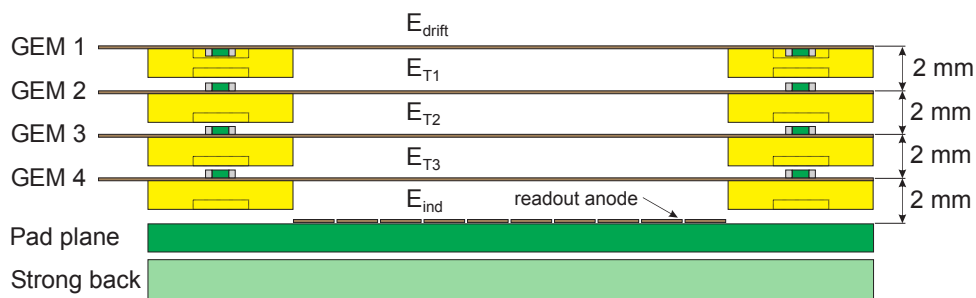 E_drift
GEM 1
E_T1
2 mm
GEM 2
E_T2
2 mm
GEM 3
E_T3
2 mm
GEM 4
E_ind
readout anode
2 mm
Pad plane
Strong back